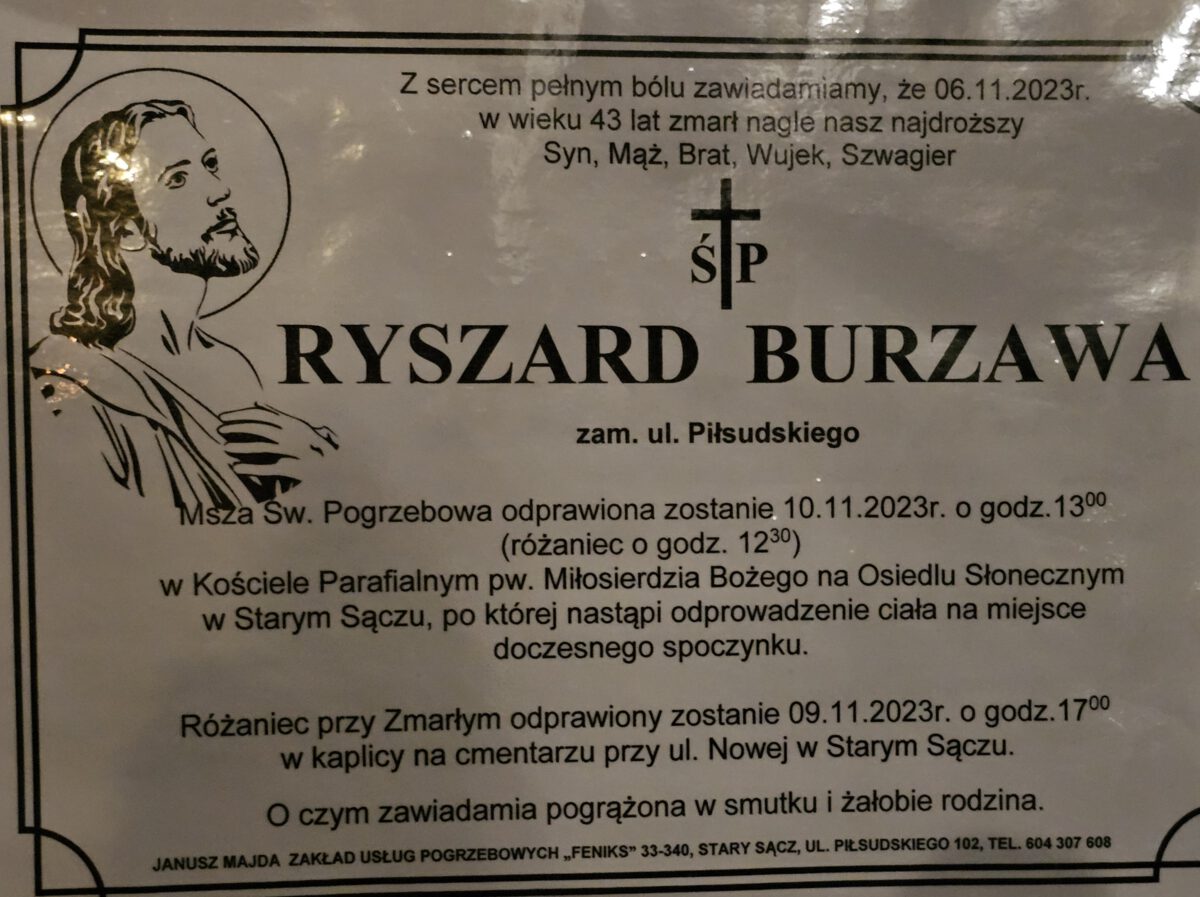 Z sercem pełnym bólu zawiadamiamy, że 06.11.2023r.
w wieku 43 lat zmarł nagle nasz najdroższy
Syn, Mąż, Brat, Wujek, Szwagier
Ś P
RYSZARD BURZAWA
zam. ul. Piłsudskiego
Msza Św. Pogrzebowa odprawiona zostanie 10.11.2023r. o godz.13⁰⁰
(różaniec o godz. 12³⁰)
w Kościele Parafialnym pw. Miłosierdzia Bożego na Osiedlu Słonecznym
w Starym Sączu, po której nastąpi odprowadzenie ciała na miejsce
doczesnego spoczynku.
Różaniec przy Zmarłym odprawiony zostanie 09.11.2023r. o godz.17⁰⁰
w kaplicy na cmentarzu przy ul. Nowej w Starym Sączu.
O czym zawiadamia pogrążona w smutku i żałobie rodzina.
JANUSZ MAJDA ZAKŁAD USŁUG POGRZEBOWYCH „FENIKS" 33-340, STARY SĄCZ, UL. PIŁSUDSKIEGO 102, TEL. 604 307 608